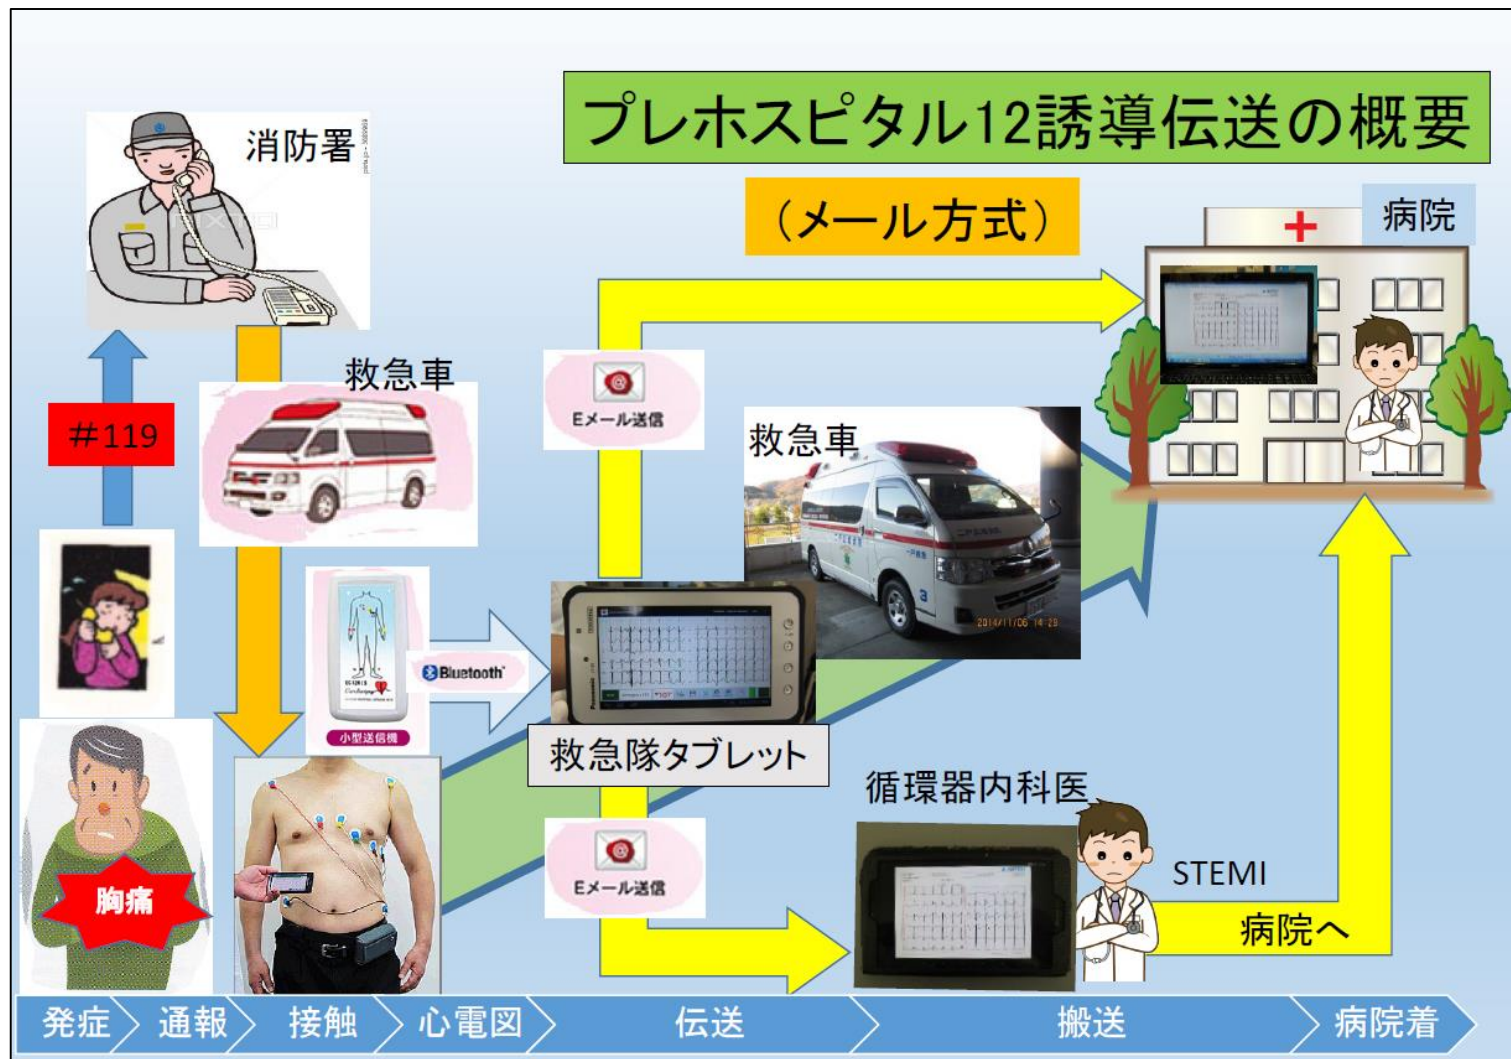 プレホスピタル12誘導伝送の概要
（メール方式）
消防署
病院
救急車
＃119
Eメール送信
救急車
Bluetooth
小型送信機
Panasonic
2014/11/06 14:29
3
救急隊タブレット
循環器内科医
Eメール送信
胸痛
STEMI
病院へ
発症
通報
接触
心電図
伝送
搬送
病院着